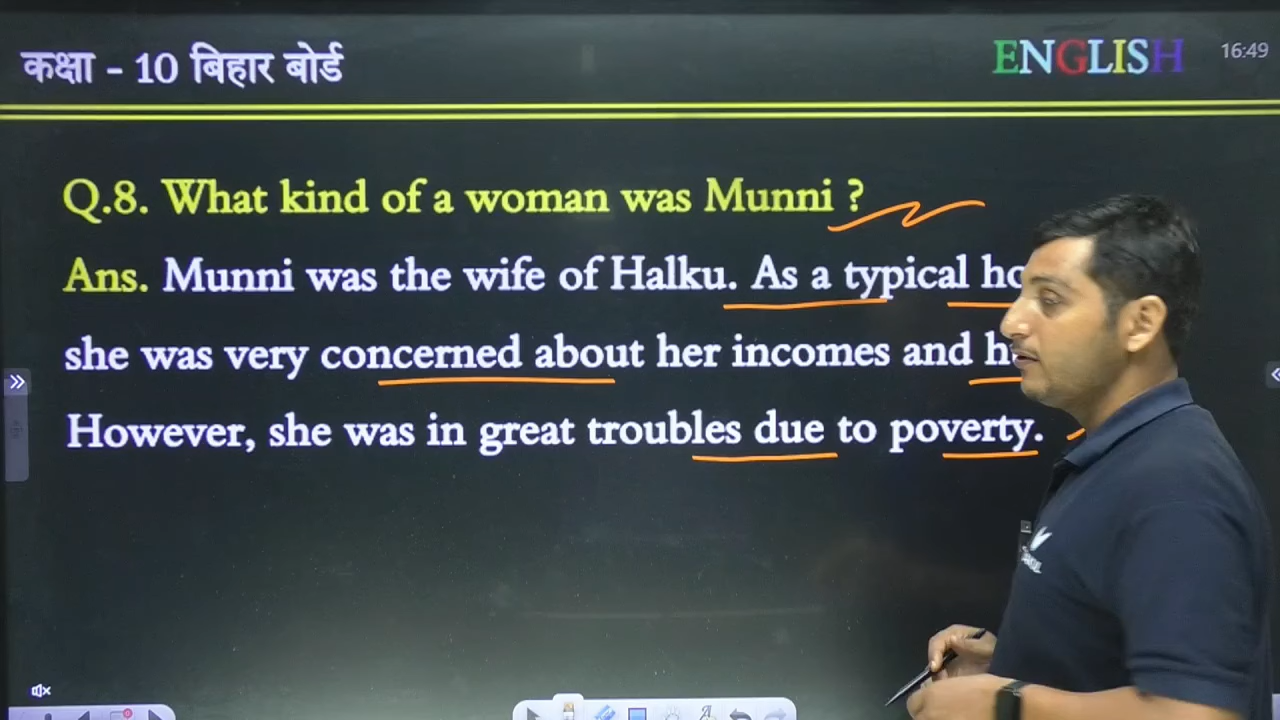 कक्षा - 10 बिहार बोर्ड
ENGLISH
16:49
Q.8. What kind of a woman was Munni ?
Ans. Munni was the wife of Halku. As a typical
she was very concerned about her incomes and
However, she was in great troubles due to poverty.